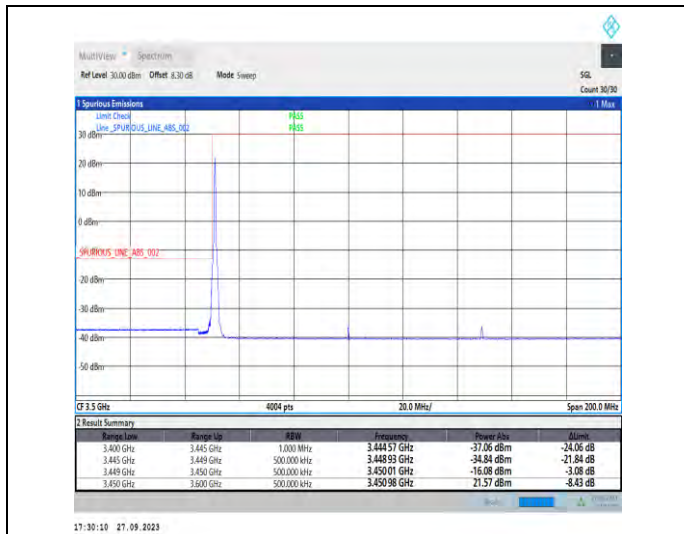 MultiView Spectrum
Ref Level 30.00 dBm Offset 8.30 dB Mode Sweep SGL
Count 30/30
1 Spurious Emissions 1 Max
Limit Check PASS
Line _SPURIOUS_LINE_ABS_002 PASS
30 dBm
20 dBm
10 dBm
0 dBm
_SPURIOUS_LINE_ABS_002
-20 dBm
-30 dBm
-40 dBm
-50 dBm
CF 3.5 GHz 4004 pts 20.0 MHz/ Span 200.0 MHz
2 Result Summary
Range Low Range Up RBW Frequency Power Abs ΔLimit
3.400 GHz 3.445 GHz 1.000 MHz 3.444 57 GHz -37.06 dBm -24.06 dB
3.445 GHz 3.449 GHz 500.000 kHz 3.448 93 GHz -34.84 dBm -21.84 dB
3.449 GHz 3.450 GHz 500.000 kHz 3.450 01 GHz -16.08 dBm -3.08 dB
3.450 GHz 3.600 GHz 500.000 kHz 3.450 98 GHz 21.57 dBm -8.43 dB
17:30:10 27.09.2023